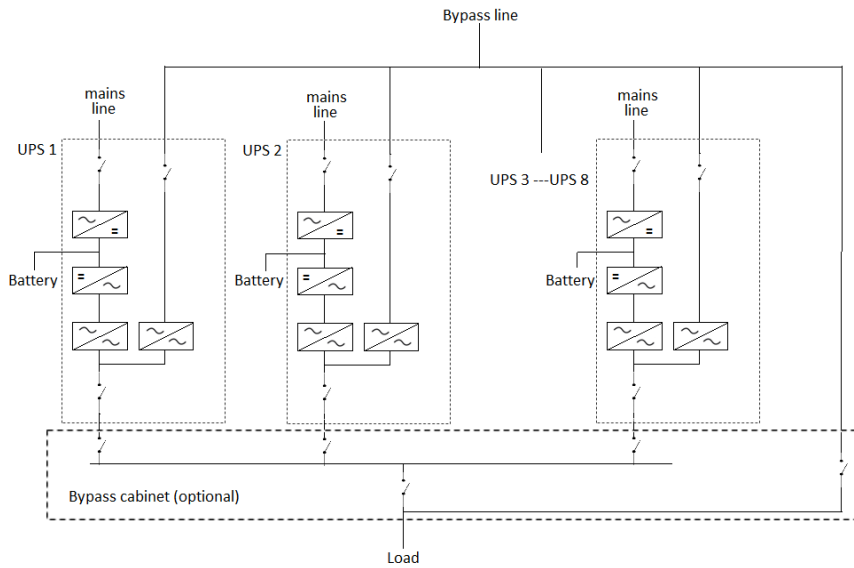 Bypass line
mains
line
mains
line
mains
line
UPS 1
UPS 2
UPS 3 ---UPS 8
Battery
Battery
Battery
Bypass cabinet (optional)
Load